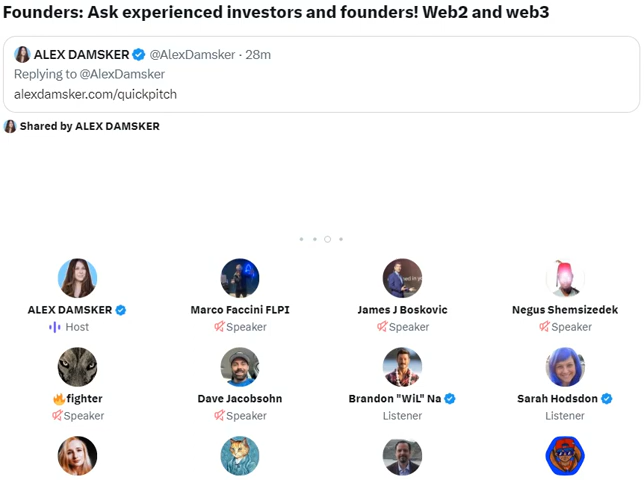 Founders: Ask experienced investors and founders! Web2 and web3
ALEX DAMSKER @AlexDamsker · 28m
Replying to @AlexDamsker
alexdamsker.com/quickpitch
Shared by ALEX DAMSKER
ALEX DAMSKER Marco Faccini FLPI James J Boskovic Negus Shemsizedek
Host Speaker Speaker Speaker
🔥fighter Dave Jacobsohn Brandon "WiL" Na Sarah Hodsdon
Speaker Speaker Listener Listener